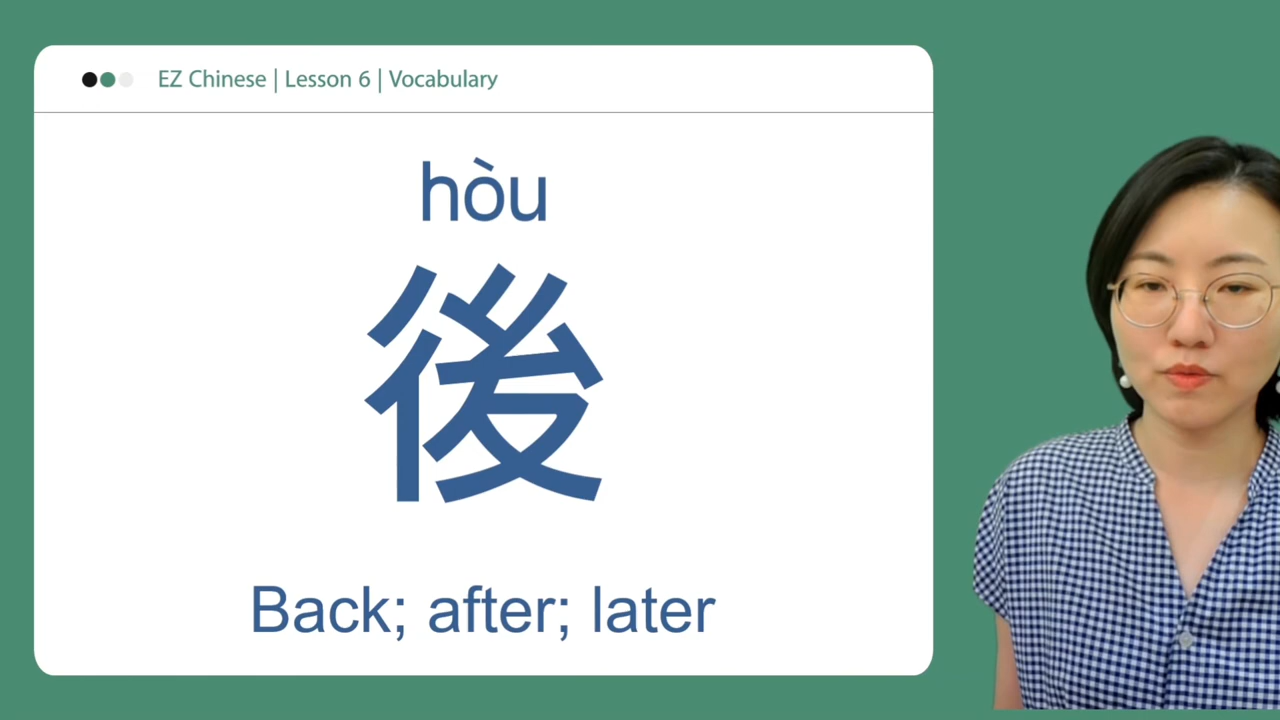 EZ Chinese | Lesson 6 | Vocabulary
hòu
後
Back; after; later